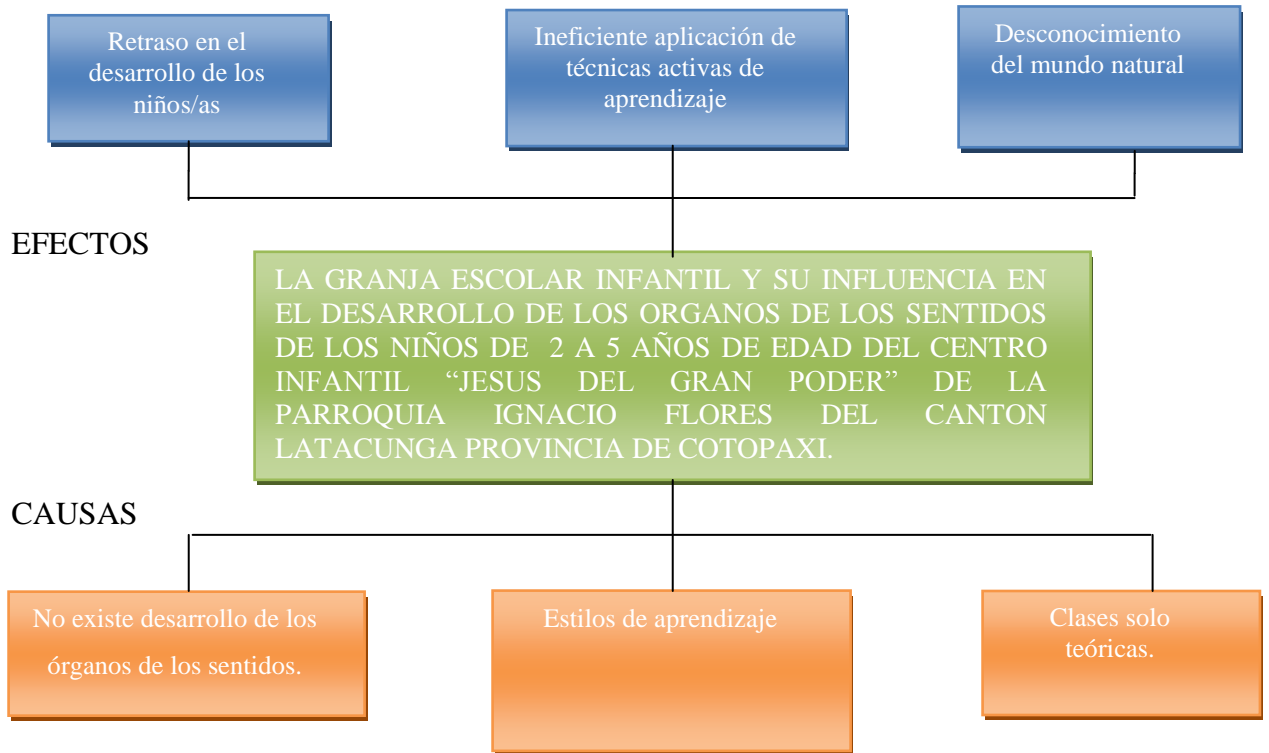 Retraso en el
desarrollo de los
niños/as
Ineficiente aplicación de
técnicas activas de
aprendizaje
Desconocimiento
del mundo natural
EFECTOS
LA GRANJA ESCOLAR INFANTIL Y SU INFLUENCIA EN
EL DESARROLLO DE LOS ORGANOS DE LOS SENTIDOS
DE LOS NIÑOS DE 2 A 5 AÑOS DE EDAD DEL CENTRO
INFANTIL “JESUS DEL GRAN PODER” DE LA
PARROQUIA IGNACIO FLORES DEL CANTON
LATACUNGA PROVINCIA DE COTOPAXI.
CAUSAS
No existe desarrollo de los
órganos de los sentidos.
Estilos de aprendizaje
Clases solo
teóricas.